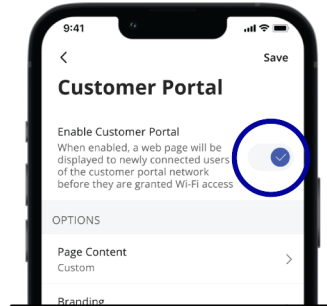 9:41
Save
Customer Portal
Enable Customer Portal
When enabled, a web page will be
displayed to newly connected users
of the customer portal network
before they are granted Wi-Fi access
OPTIONS
Page Content
Custom
Branding